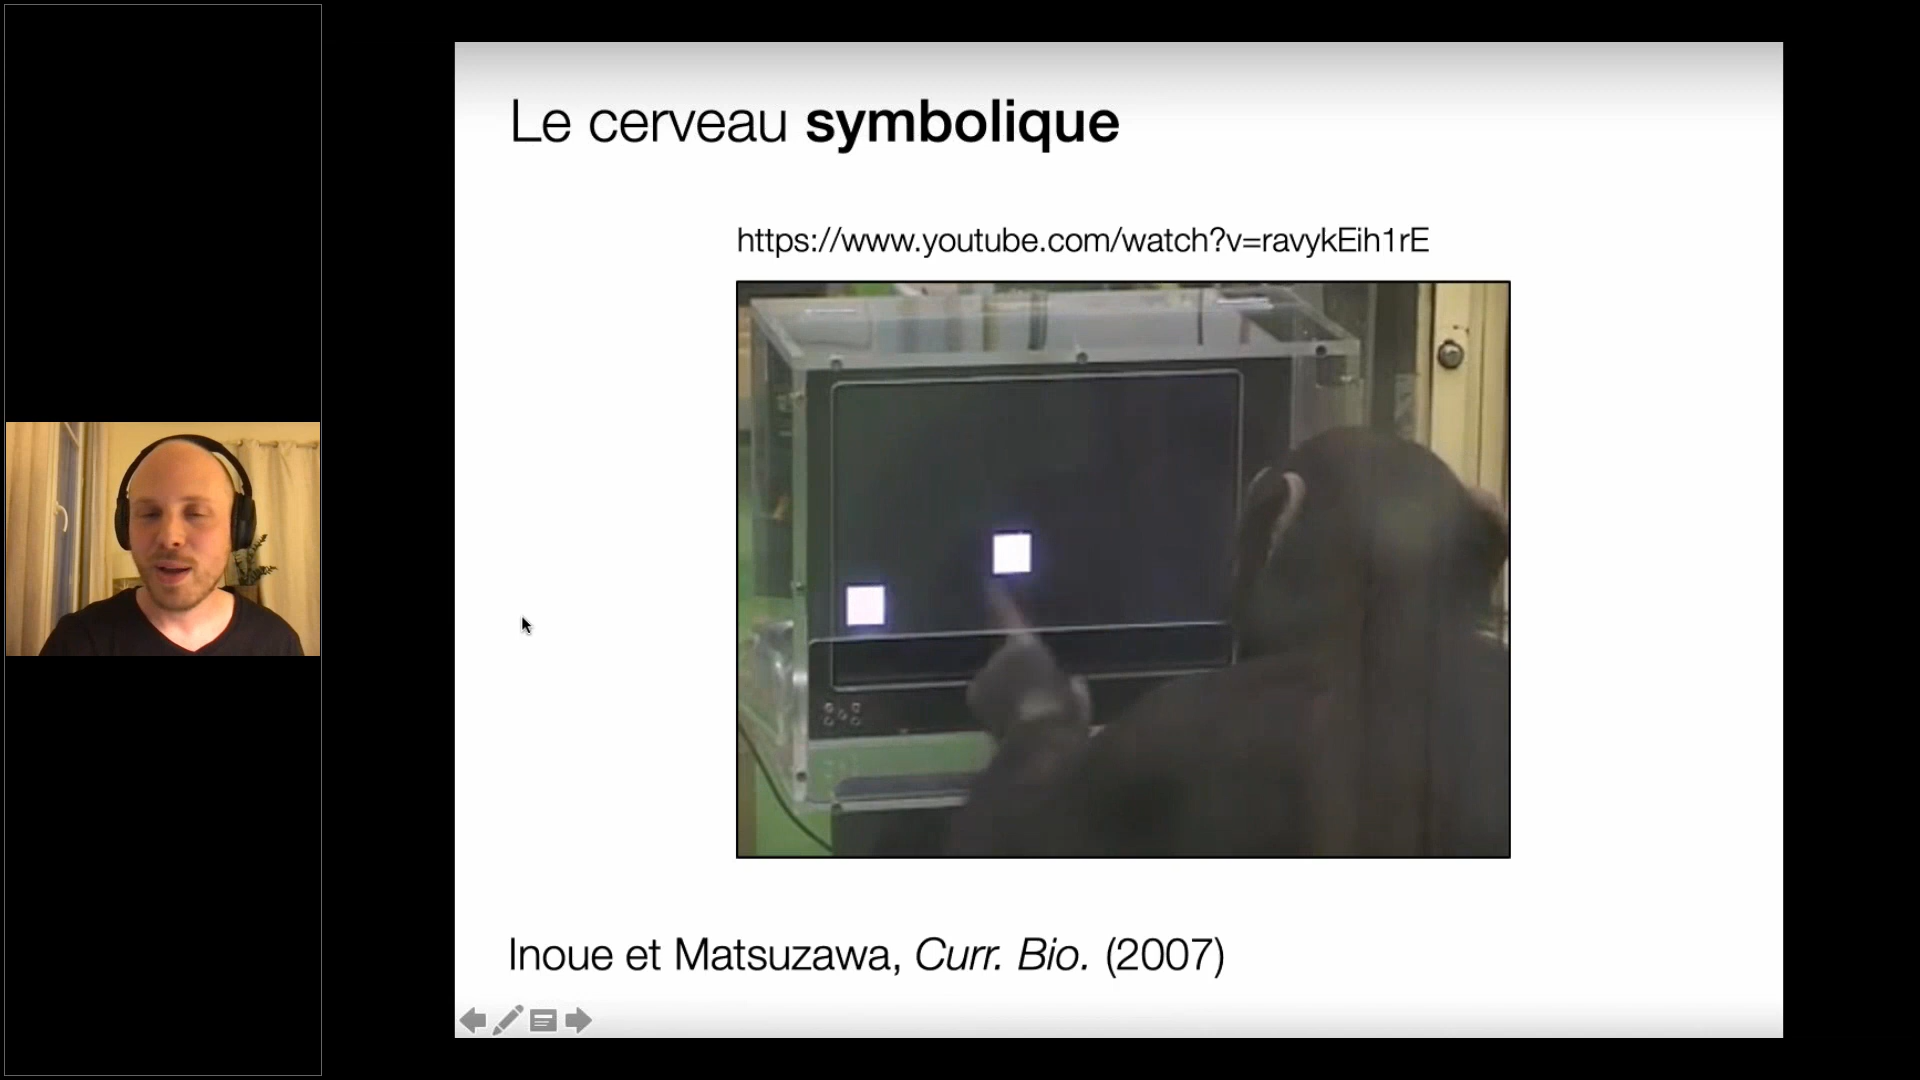 Le cerveau symbolique
https://www.youtube.com/watch?v=ravykEih1rE
Inoue et Matsuzawa, Curr. Bio. (2007)